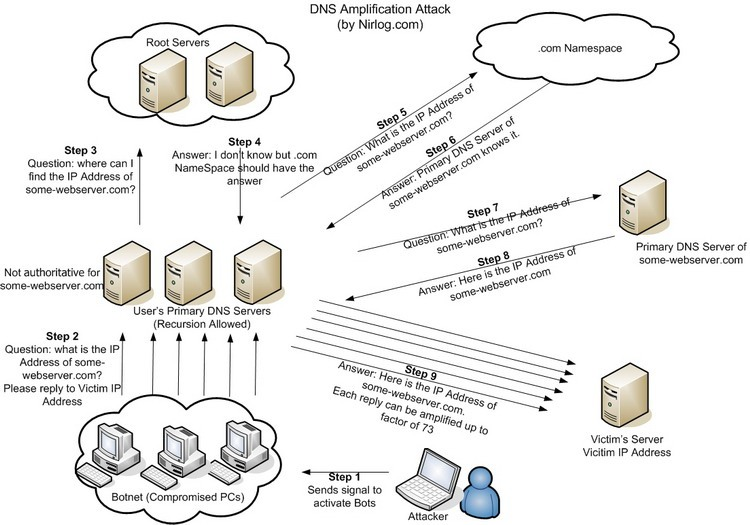 DNS Amplification Attack
(by Nirlog.com)
Root Servers
.com Namespace
Step 3
Question: where can I
find the IP Address of
some-webserver.com?
Step 4
Answer: I don't know but .com
NameSpace should have the
answer
Step 5
Question: What is the IP Address of
some-webserver.com?
Step 6
Answer: Primary DNS Server of
some-webserver.com knows it.
Step 7
Question: What is the IP Address of
some-webserver.com?
Step 8
Answer: Here is the IP Address of
some-webserver.com
Primary DNS Server of
some-webserver.com
Not authoritative for
some-webserver.com
User's Primary DNS Servers
(Recursion Allowed)
Step 2
Question: what is the IP
Address of some-
webserver.com?
Please reply to Victim IP
Address
Step 9
Answer: Here is the IP Address of
some-webserver.com.
Each reply can be amplified up to
factor of 73
Victim's Server
Vicitim IP Address
Botnet (Compromised PCs)
Step 1
Sends signal to
activate Bots
Attacker